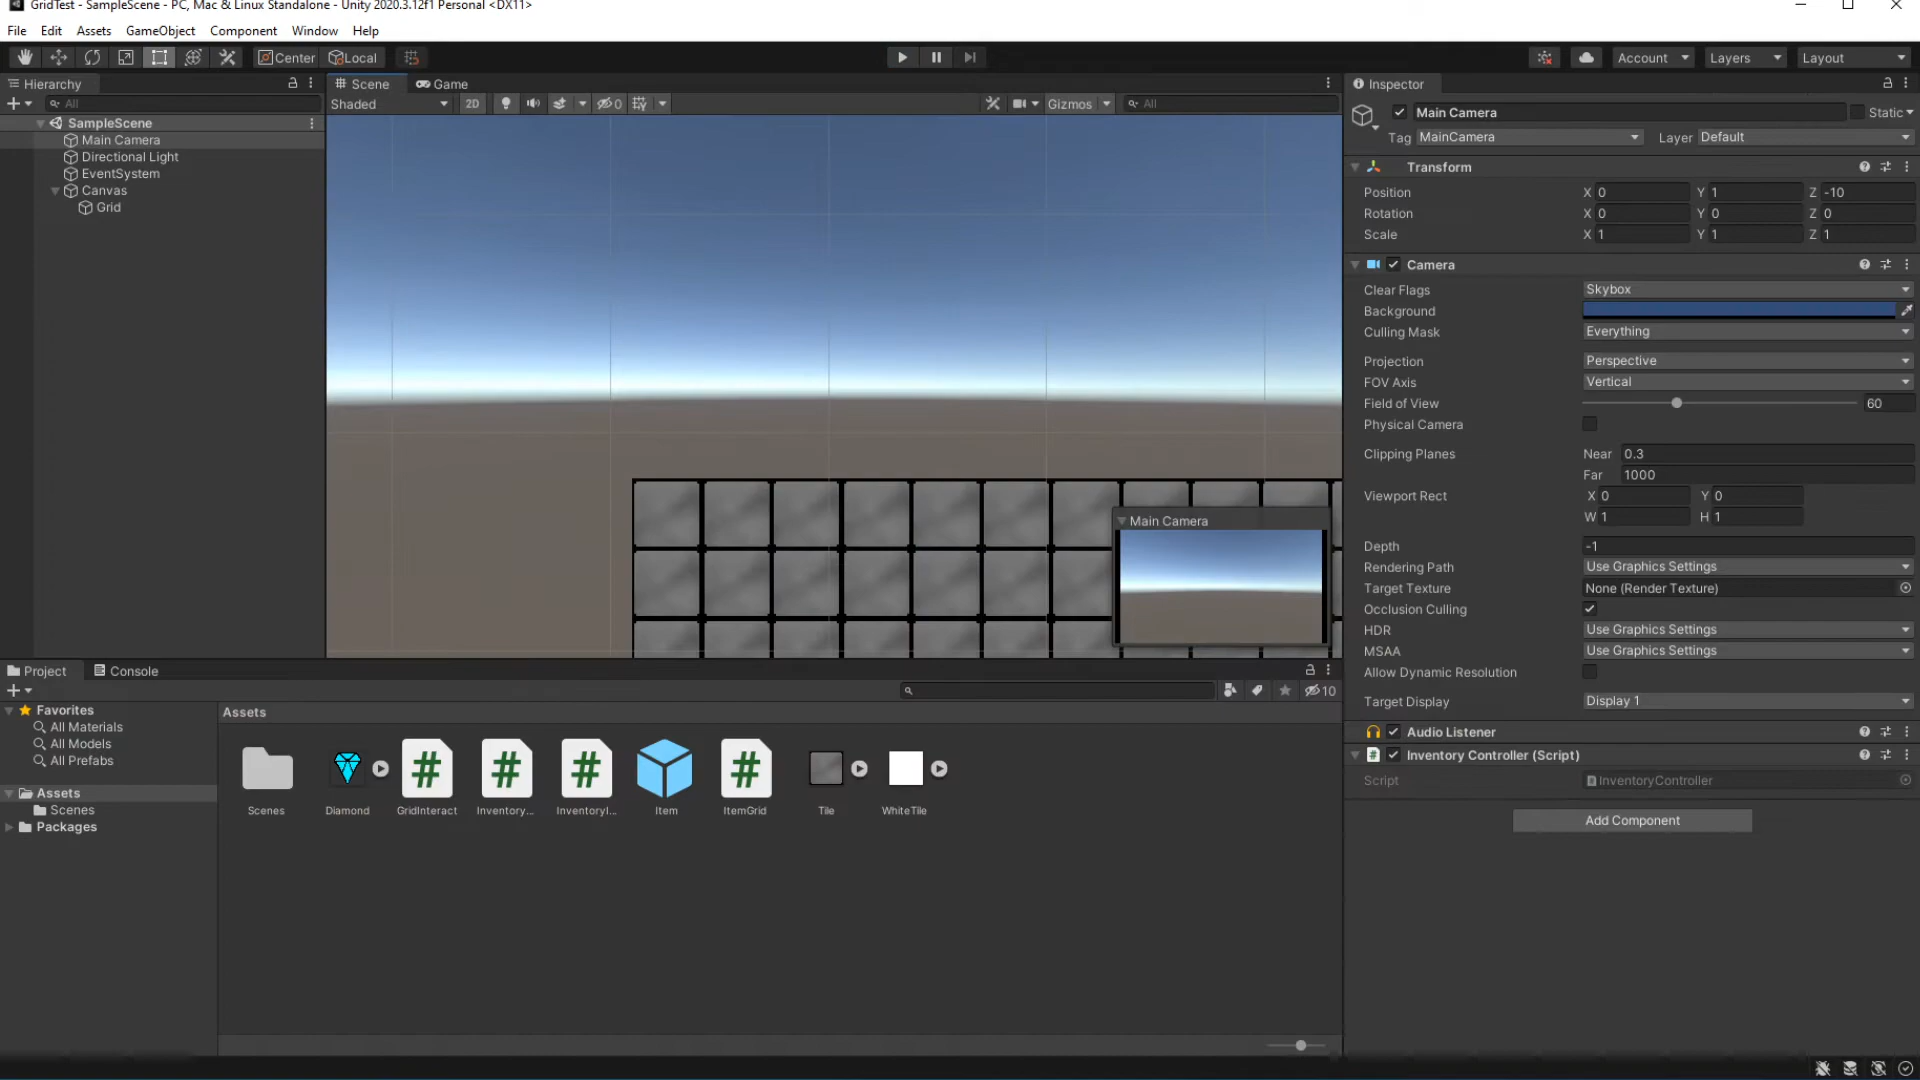 GridTest - SampleScene - PC, Mac & Linux Standalone - Unity 2020.3.12f1 Personal <DX11>
File Edit Assets GameObject Component Window Help
Center Local Account Layers Layout
Hierarchy
All
SampleScene
Main Camera
Directional Light
EventSystem
Canvas
Grid
Scene Game
Shaded 2D 0 Gizmos All
Main Camera
Inspector
Main Camera Static
Tag MainCamera Layer Default
Transform
Position X 0 Y 1 Z -10
Rotation X 0 Y 0 Z 0
Scale X 1 Y 1 Z 1
Camera
Clear Flags Skybox
Background
Culling Mask Everything
Projection Perspective
FOV Axis Vertical
Field of View 60
Physical Camera
Clipping Planes Near 0.3
Far 1000
Viewport Rect X 0 Y 0
W 1 H 1
Depth -1
Rendering Path Use Graphics Settings
Target Texture None (Render Texture)
Occlusion Culling
HDR Use Graphics Settings
MSAA Use Graphics Settings
Allow Dynamic Resolution
Target Display Display 1
Audio Listener
Inventory Controller (Script)
Script InventoryController
Add Component
Project Console
10
Favorites
All Materials
All Models
All Prefabs
Assets
Scenes
Packages
Assets
Scenes Diamond GridInteract Inventory... InventoryI... Item ItemGrid Tile WhiteTile